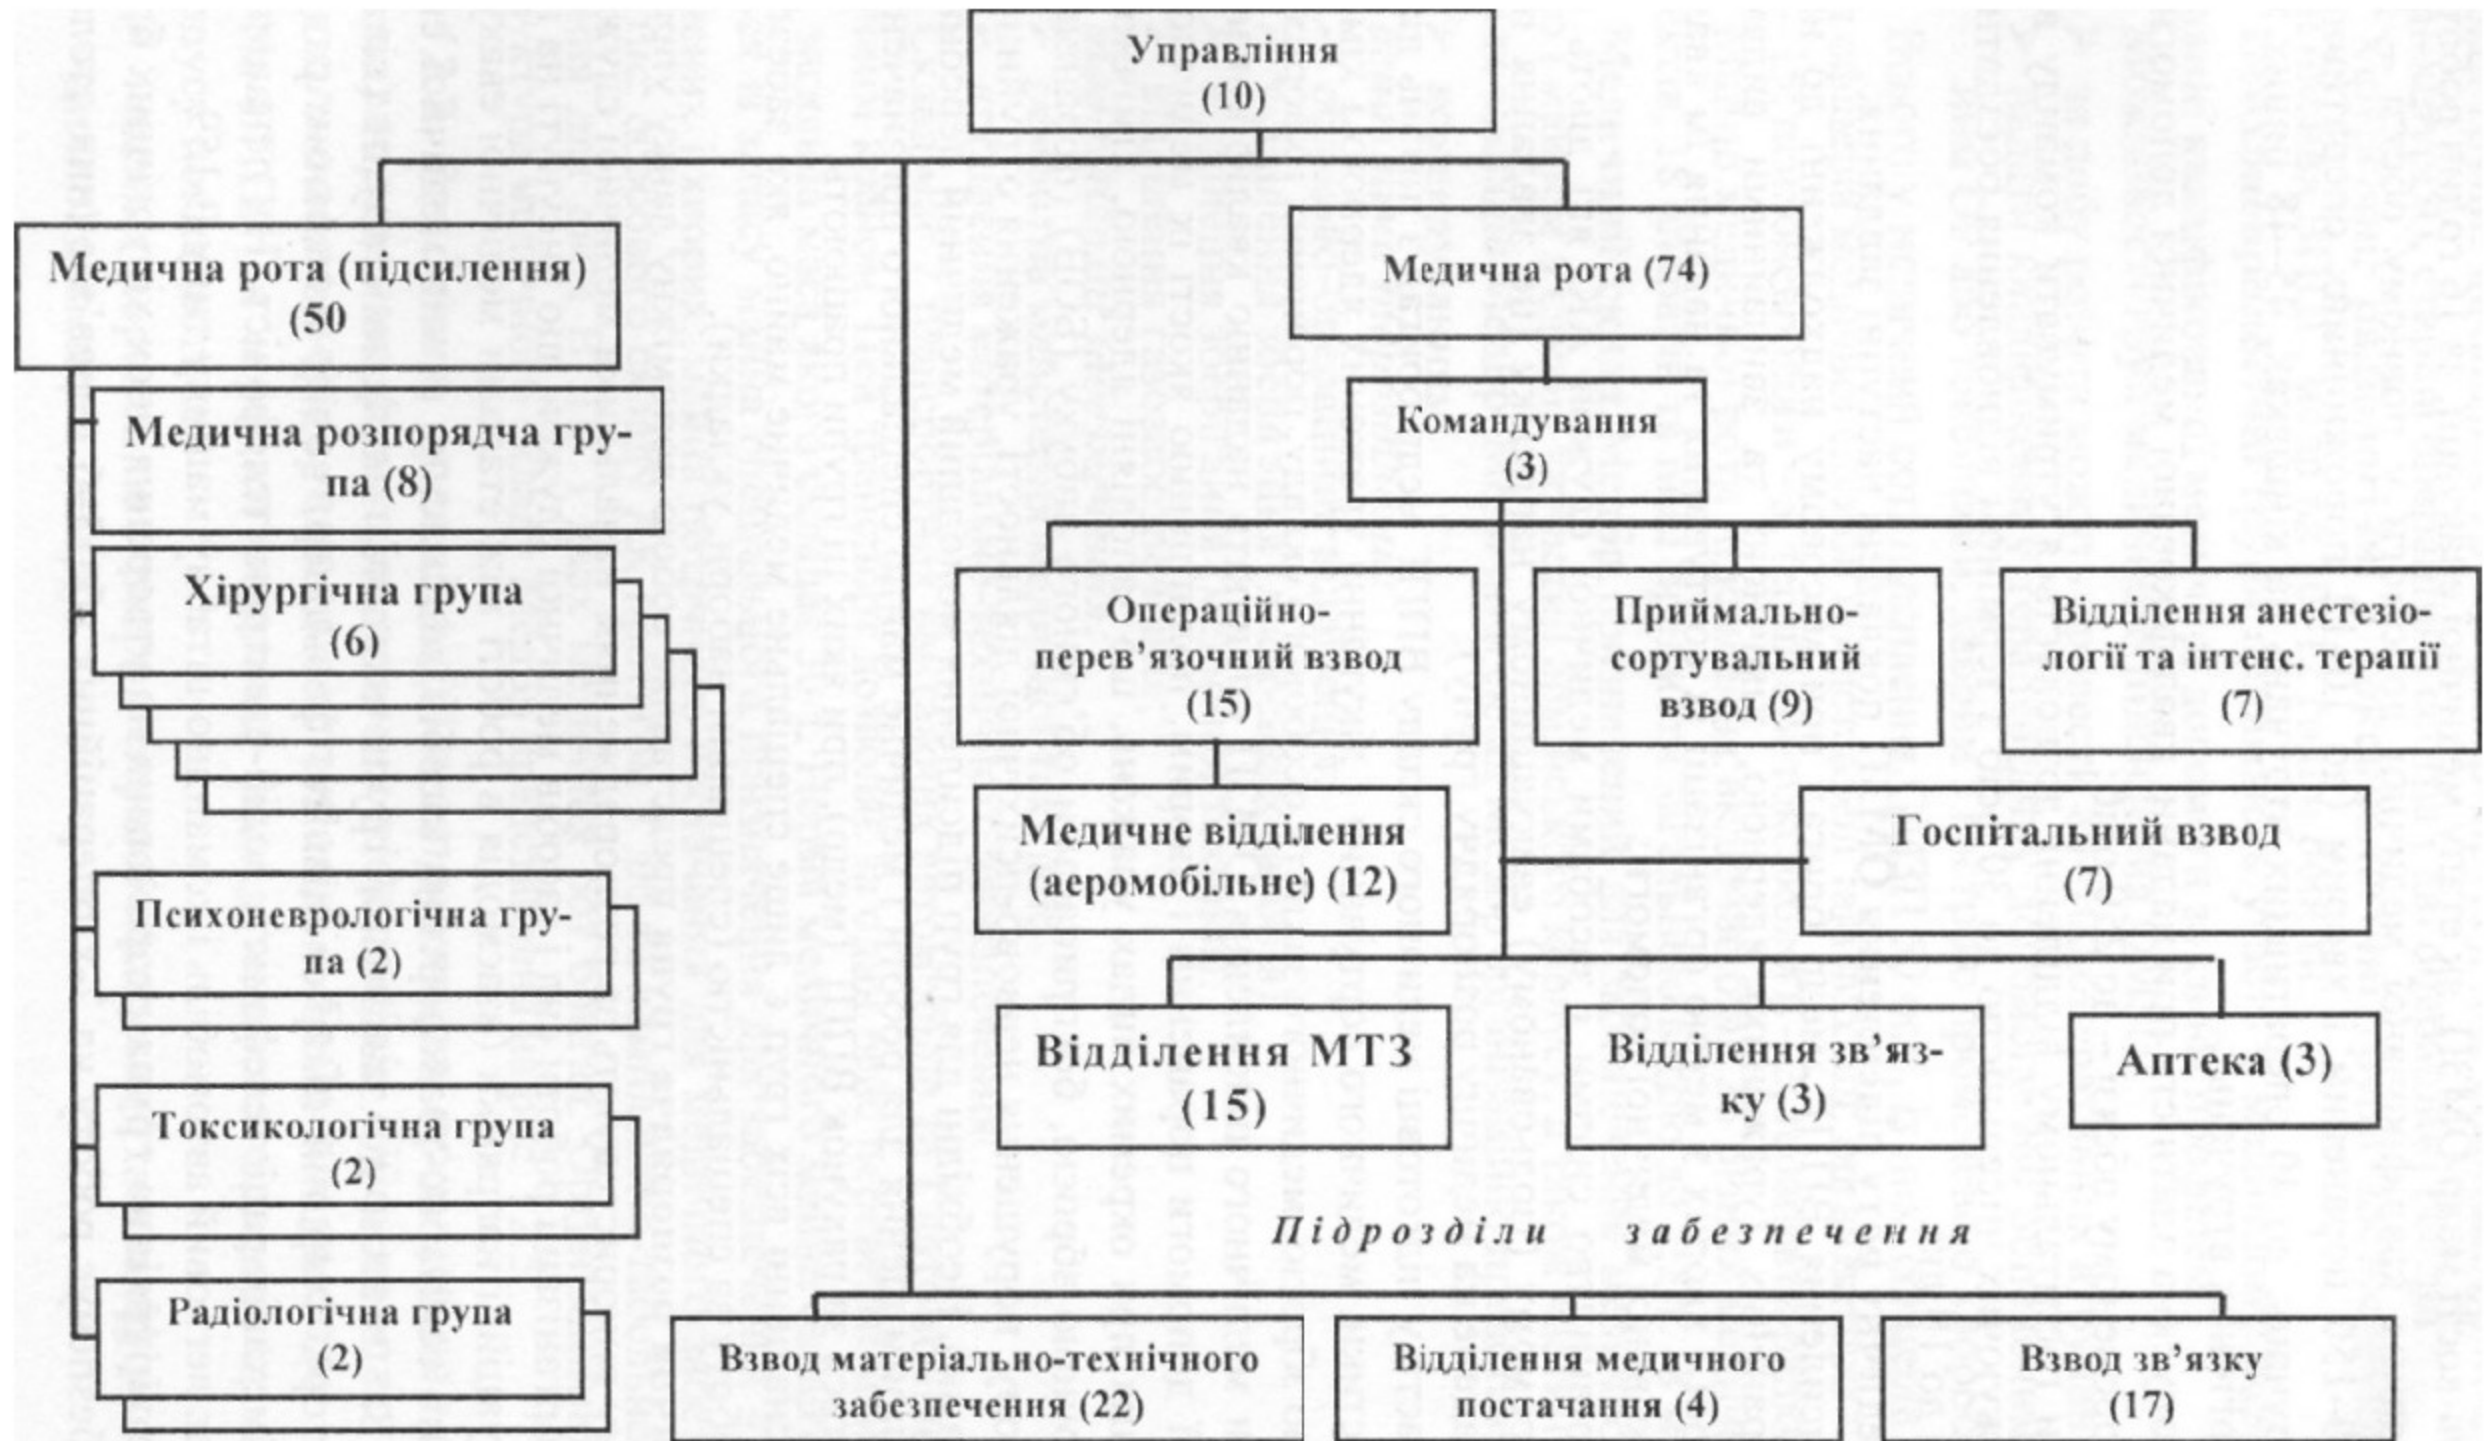 Управління
(10)
Медична рота (підсилення)
(50
Медична розпорядча гру-
па (8)
Хірургічна група
(6)
Психоневрологічна гру-
па (2)
Токсикологічна група
(2)
Радіологічна група
(2)
Медична рота (74)
Командування
(3)
Операційно-
перев’язочний взвод
(15)
Приймально-
сортувальний
взвод (9)
Відділення анестезіо-
логії та інтенс. терапії
(7)
Медичне відділення
(аеромобільне) (12)
Госпітальний взвод
(7)
Відділення МТЗ
(15)
Відділення зв’яз-
ку (3)
Аптека (3)
Підрозділи забезпечення
Взвод матеріально-технічного
забезпечення (22)
Відділення медичного
постачання (4)
Взвод зв’язку
(17)